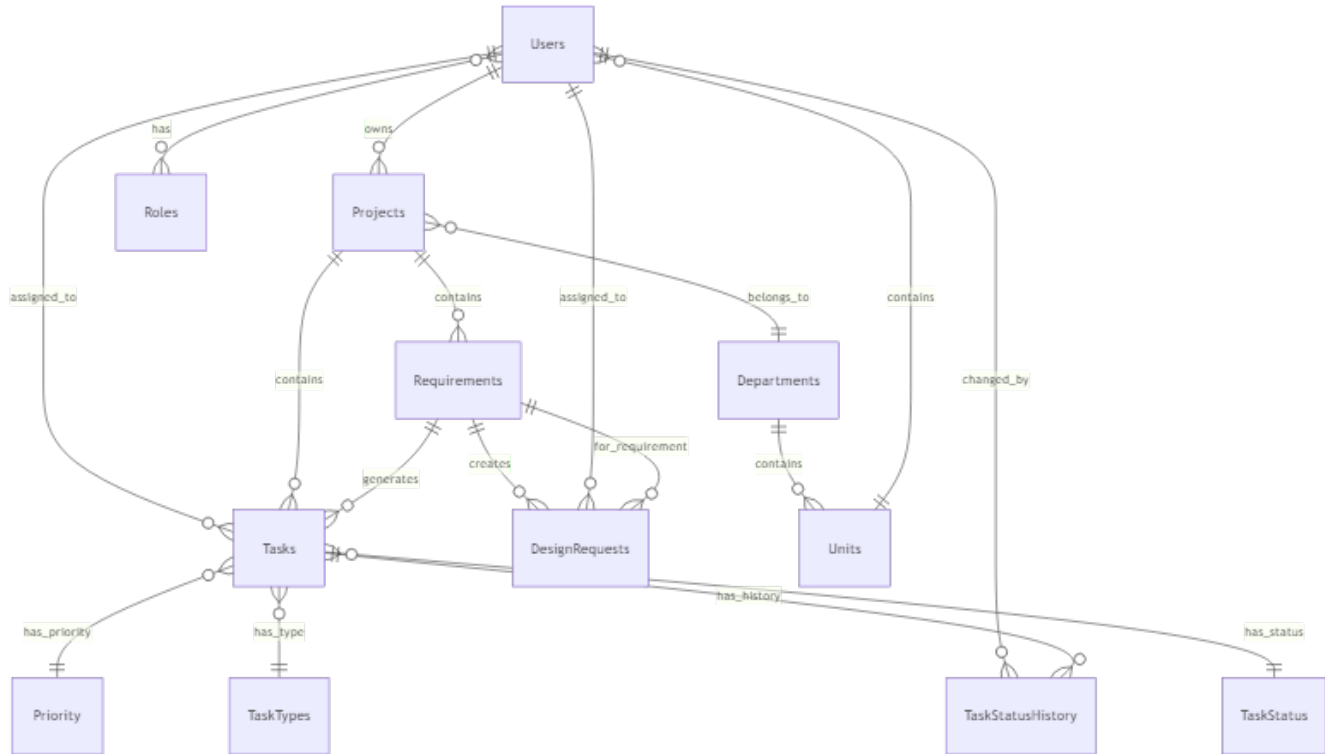 Users
has
owns
Roles
Projects
assigned_to
contains
assigned_to
belongs_to
contains
Requirements
Departments
contains
changed_by
for_requirement
creates
contains
generates
Tasks
DesignRequests
Units
has_history
has_priority
has_type
has_status
Priority
TaskTypes
TaskStatusHistory
TaskStatus